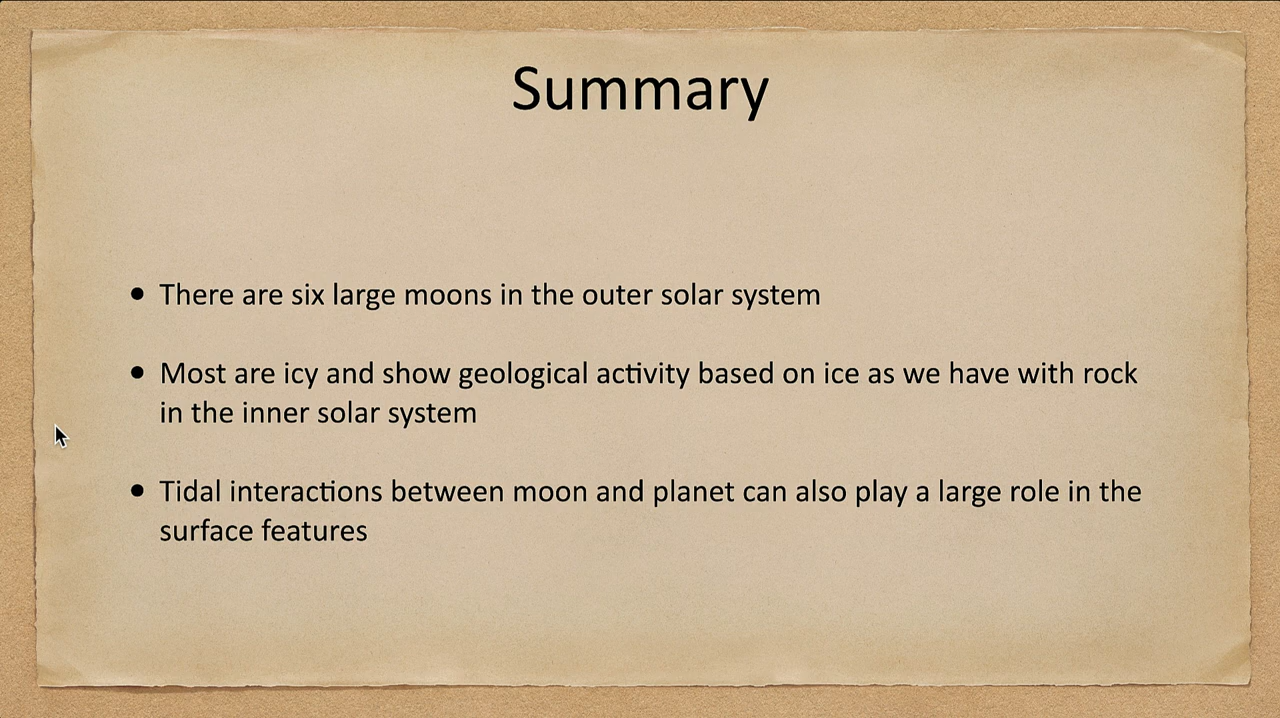 Summary
• There are six large moons in the outer solar system
• Most are icy and show geological activity based on ice as we have with rock
in the inner solar system
• Tidal interactions between moon and planet can also play a large role in the
surface features